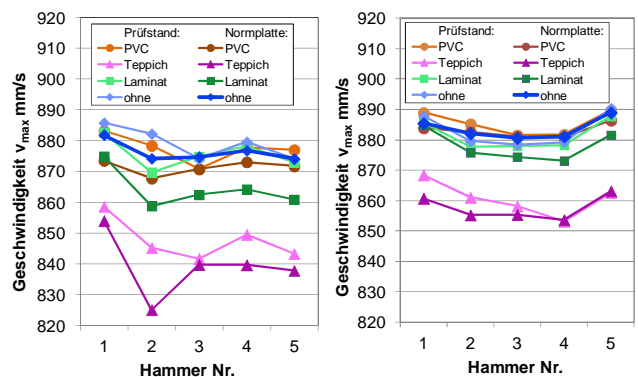 920
910
900
890
880
870
860
850
840
830
820
Geschwindigkeit vmax mm/s
Prüfstand: Normplatte:
PVC PVC
Teppich Teppich
Laminat Laminat
ohne ohne
1 2 3 4 5
Hammer Nr.
920
910
900
890
880
870
860
850
840
830
820
Geschwindigkeit vmax mm/s
Prüfstand: Normplatte:
PVC PVC
Teppich Teppich
Laminat Laminat
ohne ohne
1 2 3 4 5
Hammer Nr.